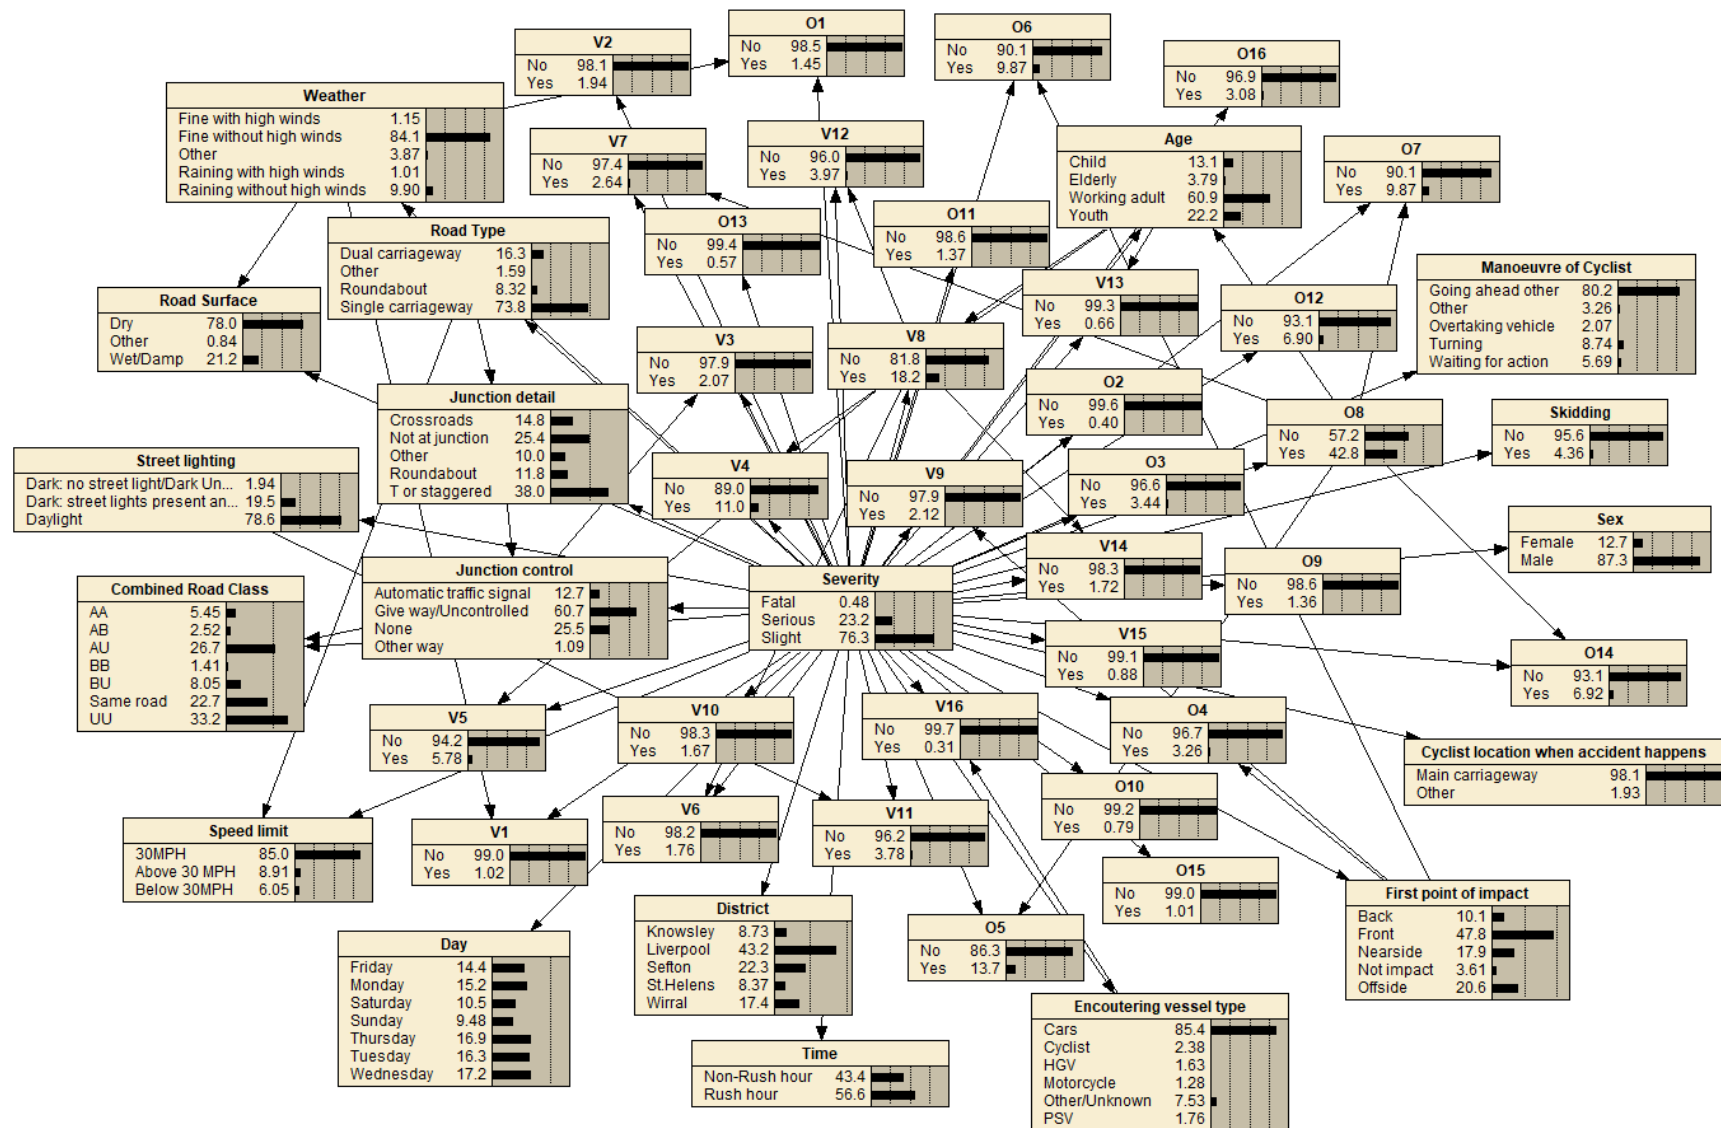 V2
No 98.1
Yes 1.94
O1
No 98.5
Yes 1.45
O6
No 90.1
Yes 9.87
O16
No 96.9
Yes 3.08
Weather
Fine with high winds 1.15
Fine without high winds 84.1
Other 3.87
Raining with high winds 1.01
Raining without high winds 9.90
V7
No 97.4
Yes 2.64
V12
No 96.0
Yes 3.97
Age
Child 13.1
Elderly 3.79
Working adult 60.9
Youth 22.2
O7
No 90.1
Yes 9.87
Road Type
Dual carriageway 16.3
Other 1.59
Roundabout 8.32
Single carriageway 73.8
O13
No 99.4
Yes 0.57
O11
No 98.6
Yes 1.37
V13
No 99.3
Yes 0.66
O12
No 93.1
Yes 6.90
Manoeuvre of Cyclist
Going ahead other 80.2
Other 3.26
Overtaking vehicle 2.07
Turning 8.74
Waiting for action 5.69
Road Surface
Dry 78.0
Other 0.84
Wet/Damp 21.2
V3
No 97.9
Yes 2.07
V8
No 81.8
Yes 18.2
O2
No 99.6
Yes 0.40
Junction detail
Crossroads 14.8
Not at junction 25.4
Other 10.0
Roundabout 11.8
T or staggered 38.0
O8
No 57.2
Yes 42.8
Skidding
No 95.6
Yes 4.36
Street lighting
Dark: no street light/Dark Un... 1.94
Dark: street lights present an... 19.5
Daylight 78.6
V4
No 89.0
Yes 11.0
V9
No 97.9
Yes 2.12
O3
No 96.6
Yes 3.44
Sex
Female 12.7
Male 87.3
V14
No 98.3
Yes 1.72
O9
No 98.6
Yes 1.36
Junction control
Automatic traffic signal 12.7
Give way/Uncontrolled 60.7
None 25.5
Other way 1.09
Severity
Fatal 0.48
Serious 23.2
Slight 76.3
Combined Road Class
AA 5.45
AB 2.52
AU 26.7
BB 1.41
BU 8.05
Same road 22.7
UU 33.2
V15
No 99.1
Yes 0.88
O14
No 93.1
Yes 6.92
V5
No 94.2
Yes 5.78
V10
No 98.3
Yes 1.67
V16
No 99.7
Yes 0.31
O4
No 96.7
Yes 3.26
Cyclist location when accident happens
Main carriageway 98.1
Other 1.93
O10
No 99.2
Yes 0.79
Speed limit
30MPH 85.0
Above 30 MPH 8.91
Below 30MPH 6.05
V1
No 99.0
Yes 1.02
V6
No 98.2
Yes 1.76
V11
No 96.2
Yes 3.78
O15
No 99.0
Yes 1.01
First point of impact
Back 10.1
Front 47.8
Nearside 17.9
Not impact 3.61
Offside 20.6
District
Knowsley 8.73
Liverpool 43.2
Sefton 22.3
St.Helens 8.37
Wirral 17.4
O5
No 86.3
Yes 13.7
Day
Friday 14.4
Monday 15.2
Saturday 10.5
Sunday 9.48
Thursday 16.9
Tuesday 16.3
Wednesday 17.2
Encoutering vessel type
Cars 85.4
Cyclist 2.38
HGV 1.63
Motorcycle 1.28
Other/Unknown 7.53
PSV 1.76
Time
Non-Rush hour 43.4
Rush hour 56.6